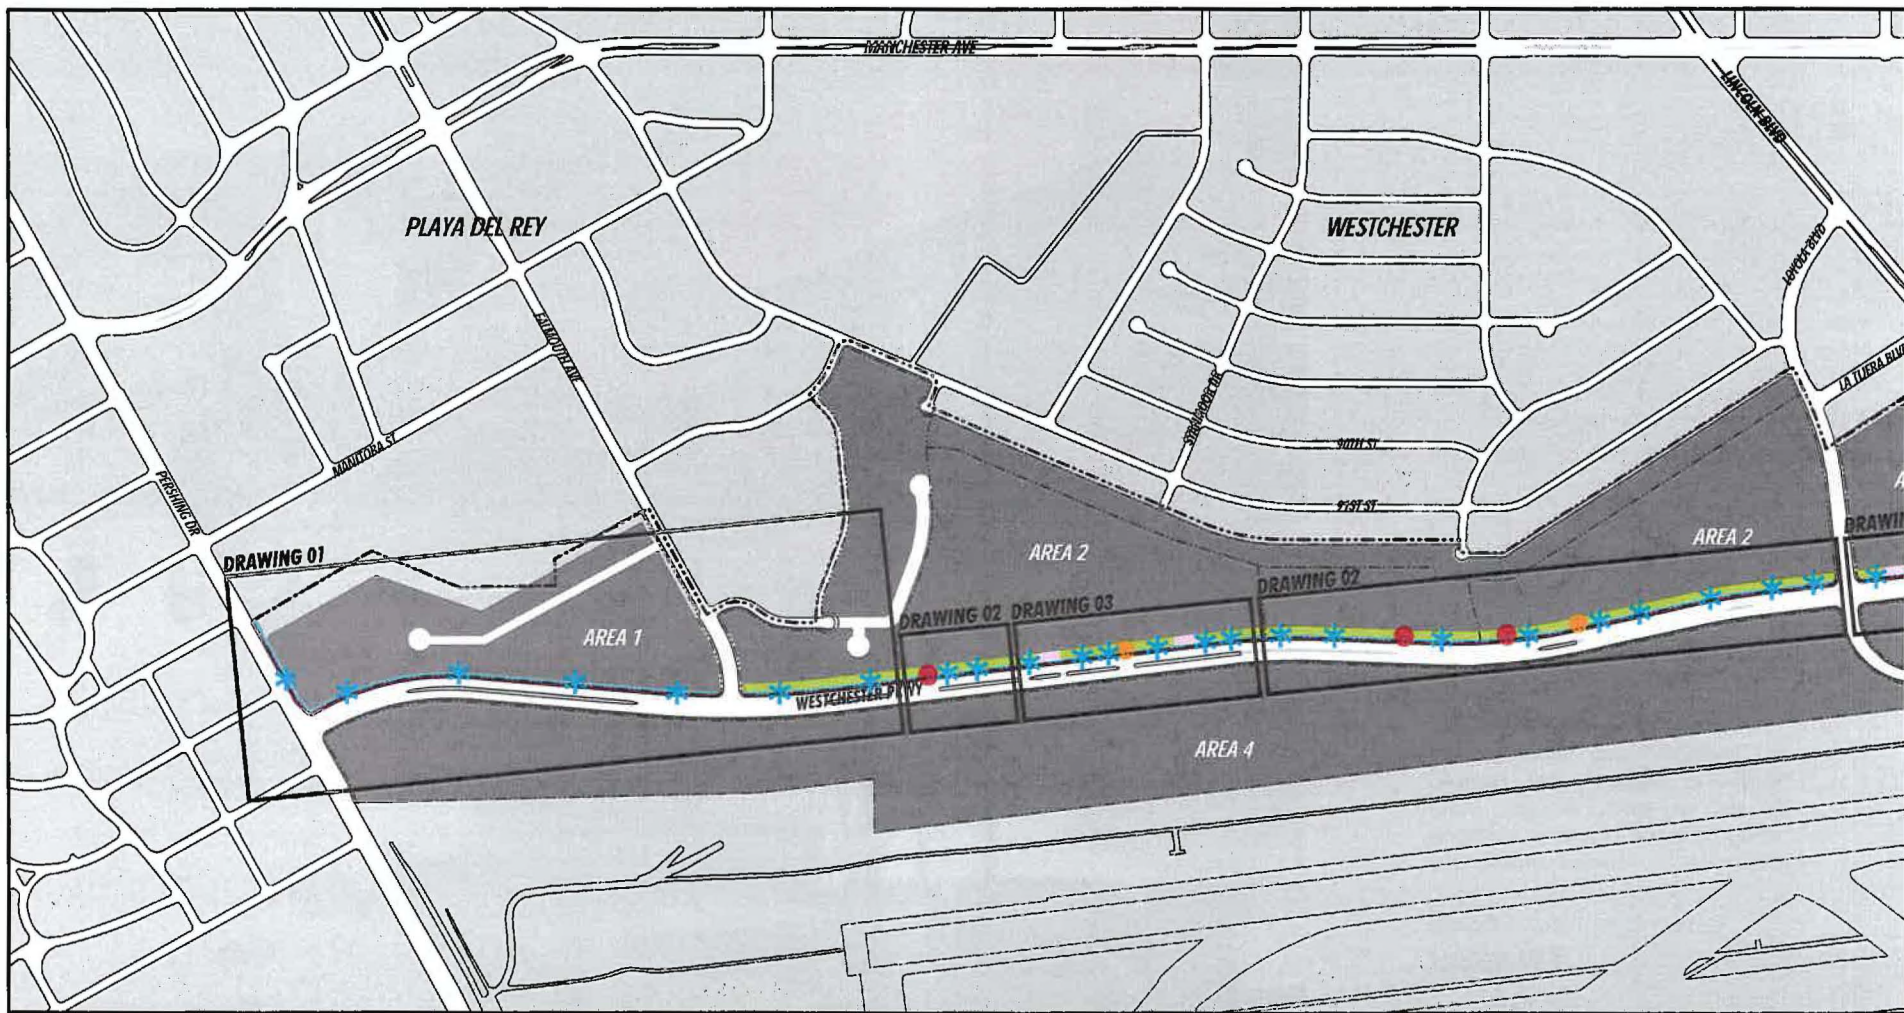 MANCHESTER AVE
LINCOLN BLVD
PLAYA DEL REY
WESTCHESTER
LOYOLA BLVD
FALMOUTH AVE
LA TIJERA BLVD
STANMOOR DR
MANITOBA ST
90TH ST
PERSHING DR
91ST ST
DRAWING 01
AREA 2
AREA 2
DRAWING 02
AREA 1
DRAWING 02
DRAWING 03
WESTCHESTER PKWY
AREA 4